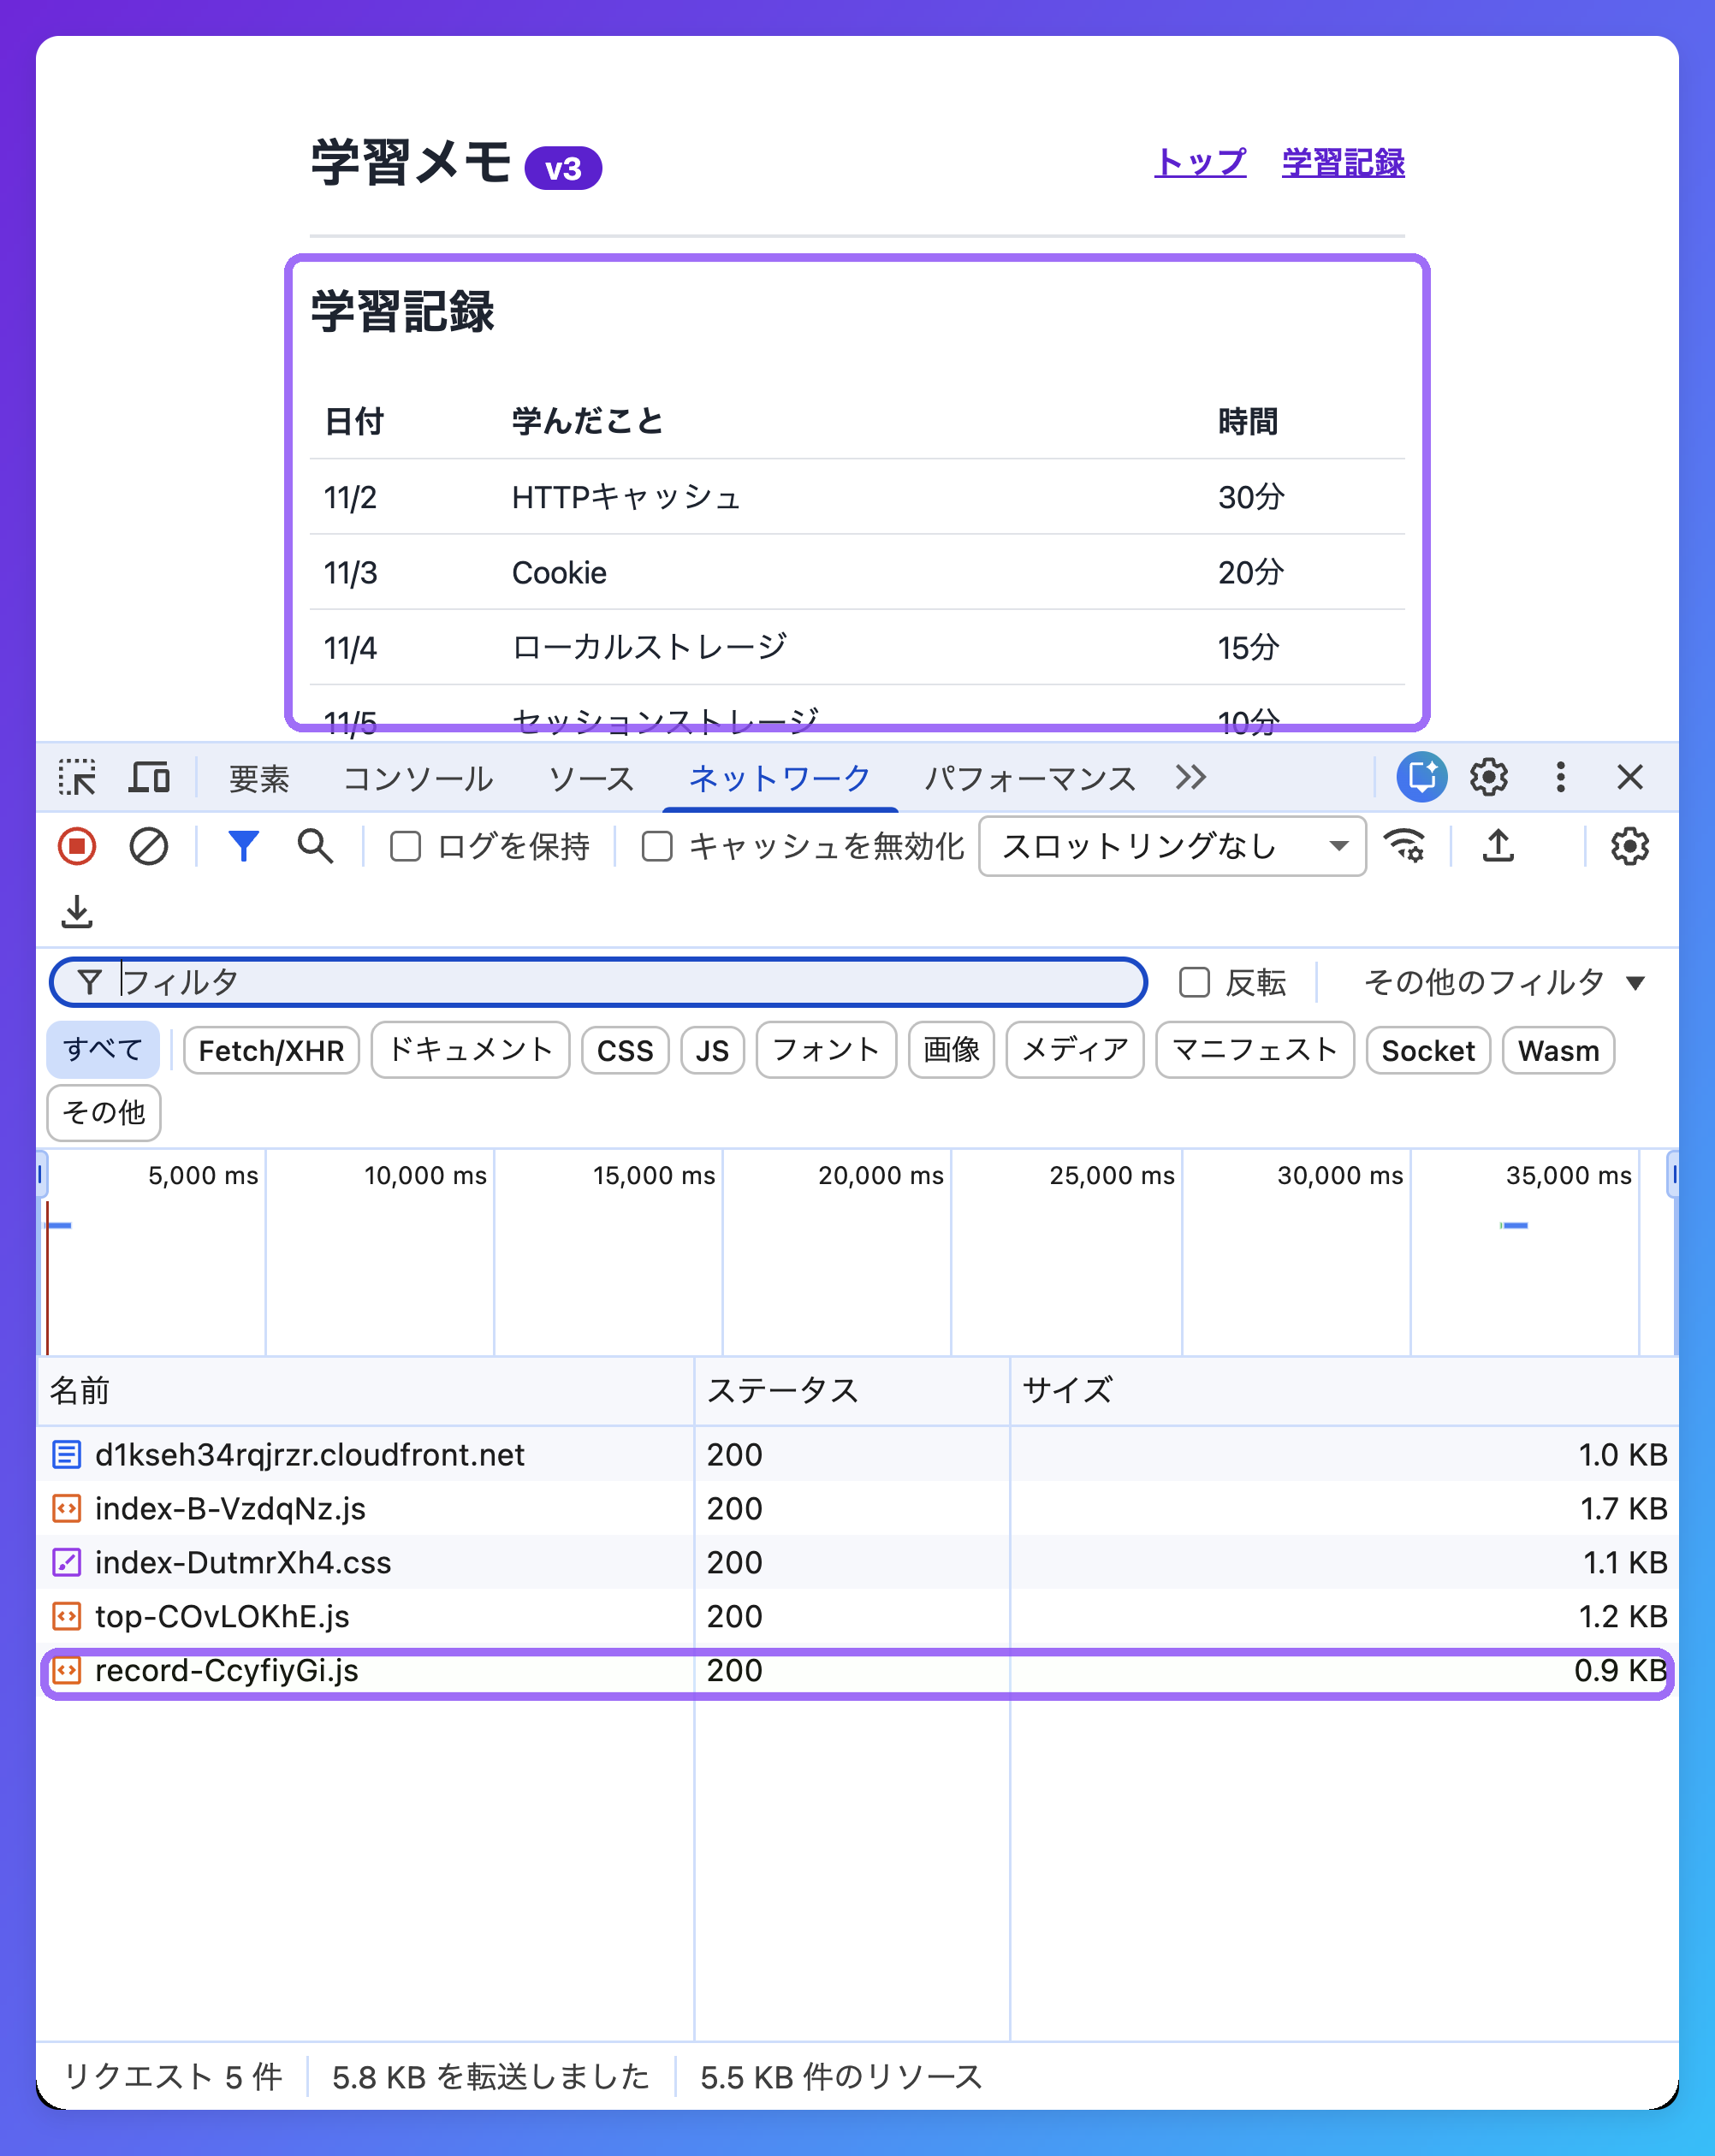 学習メモ v3 トップ 学習記録
学習記録
日付 学んだこと 時間
11/2 HTTPキャッシュ 30分
11/3 Cookie 20分
11/4 ローカルストレージ 15分
11/5 セッションストレージ 10分
要素 コンソール ソース ネットワーク パフォーマンス
ログを保持 キャッシュを無効化 スロットリングなし
フィルタ 反転 その他のフィルタ
すべて Fetch/XHR ドキュメント CSS JS フォント 画像 メディア マニフェスト Socket Wasm
その他
5,000 ms 10,000 ms 15,000 ms 20,000 ms 25,000 ms 30,000 ms 35,000 ms
名前 ステータス サイズ
d1kseh34rqjrzr.cloudfront.net 200 1.0 KB
index-B-VzdqNz.js 200 1.7 KB
index-DutmrXh4.css 200 1.1 KB
top-COvLOKhE.js 200 1.2 KB
record-CcyfiyGi.js 200 0.9 KB
リクエスト 5 件 5.8 KB を転送しました 5.5 KB 件のリソース